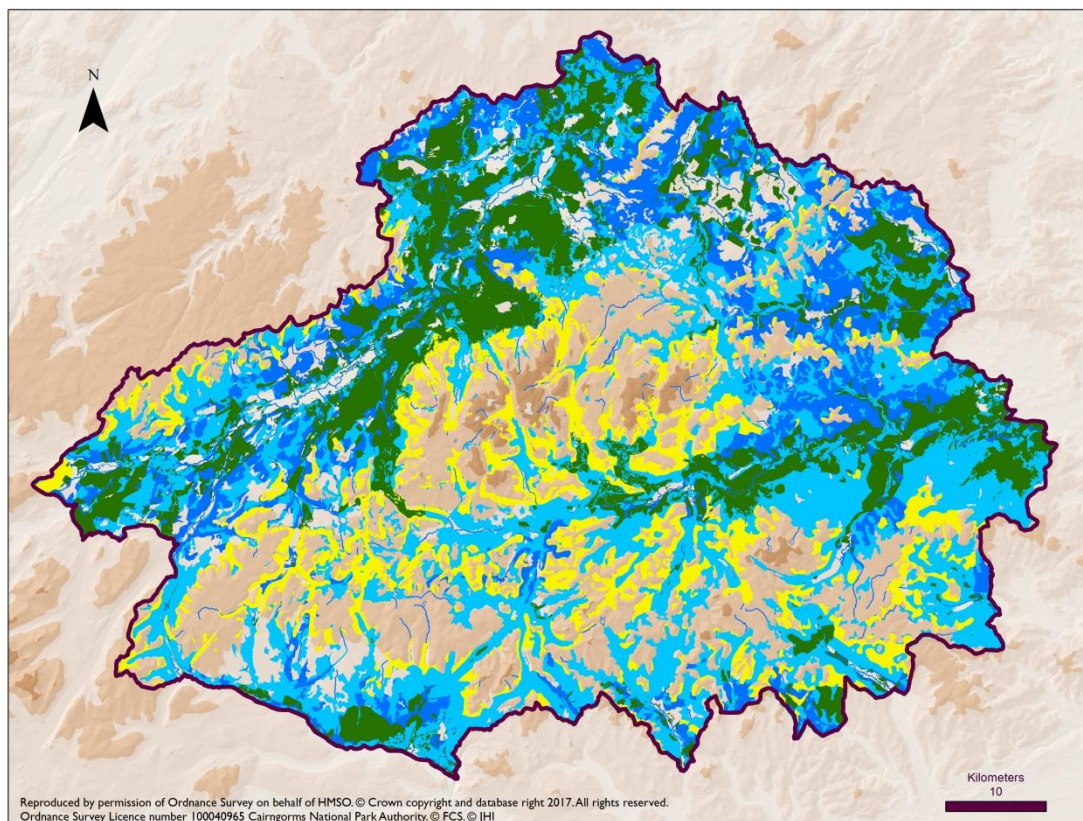 N
Kilometers
10
Reproduced by permission of Ordnance Survey on behalf of HMSO. © Crown copyright and database right 2017. All rights reserved.
Ordnance Survey Licence number 100040965 Cairngorms National Park Authority. © FCS. © JHI